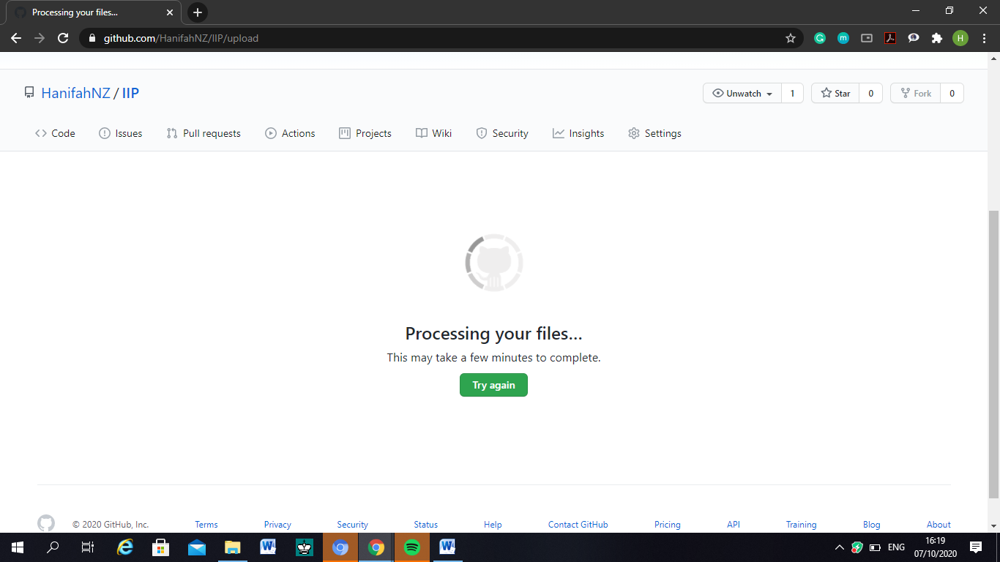 Processing your files...
github.com/HanifahNZ/IIP/upload
H
HanifahNZ / IIP
Unwatch 1 Star 0 Fork 0
Code Issues Pull requests Actions Projects Wiki Security Insights Settings
Processing your files…
This may take a few minutes to complete.
Try again
© 2020 GitHub, Inc. Terms Privacy Security Status Help Contact GitHub Pricing API Training Blog About
ENG
16:19
07/10/2020